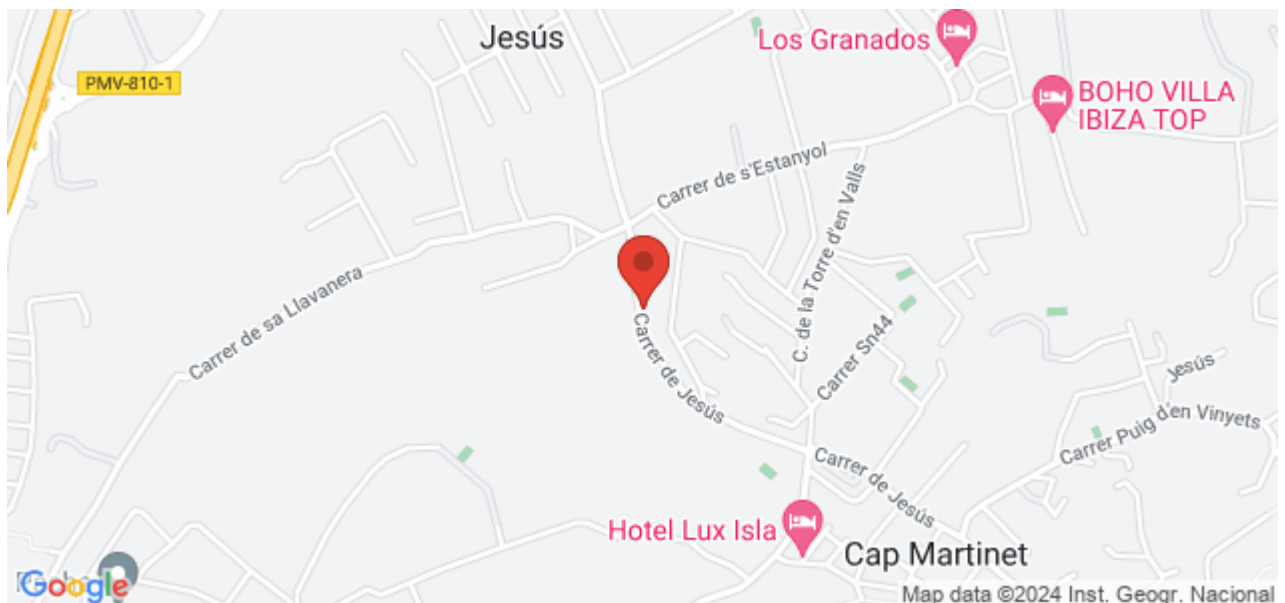 Jesús
Los Granados
PMV-810-1
BOHO VILLA
IBIZA TOP
Carrer de s'Estanyol
C. de la Torre d'en Valls
Carrer de sa Llavanera
Carrer Sn44
Carrer de Jesús
Jesús
Carrer Puig d'en Vinyets
Carrer de Jesús
Hotel Lux Isla
Cap Martinet
Google
Map data ©2024 Inst. Geogr. Nacional